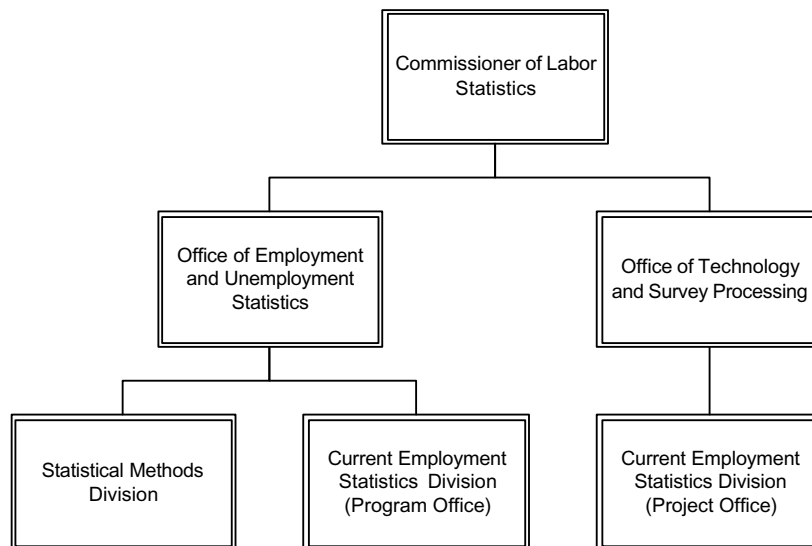 Commissioner of Labor
Statistics
Office of Employment
and Unemployment
Statistics
Office of Technology
and Survey Processing
Statistical Methods
Division
Current Employment
Statistics Division
(Program Office)
Current Employment
Statistics Division
(Project Office)